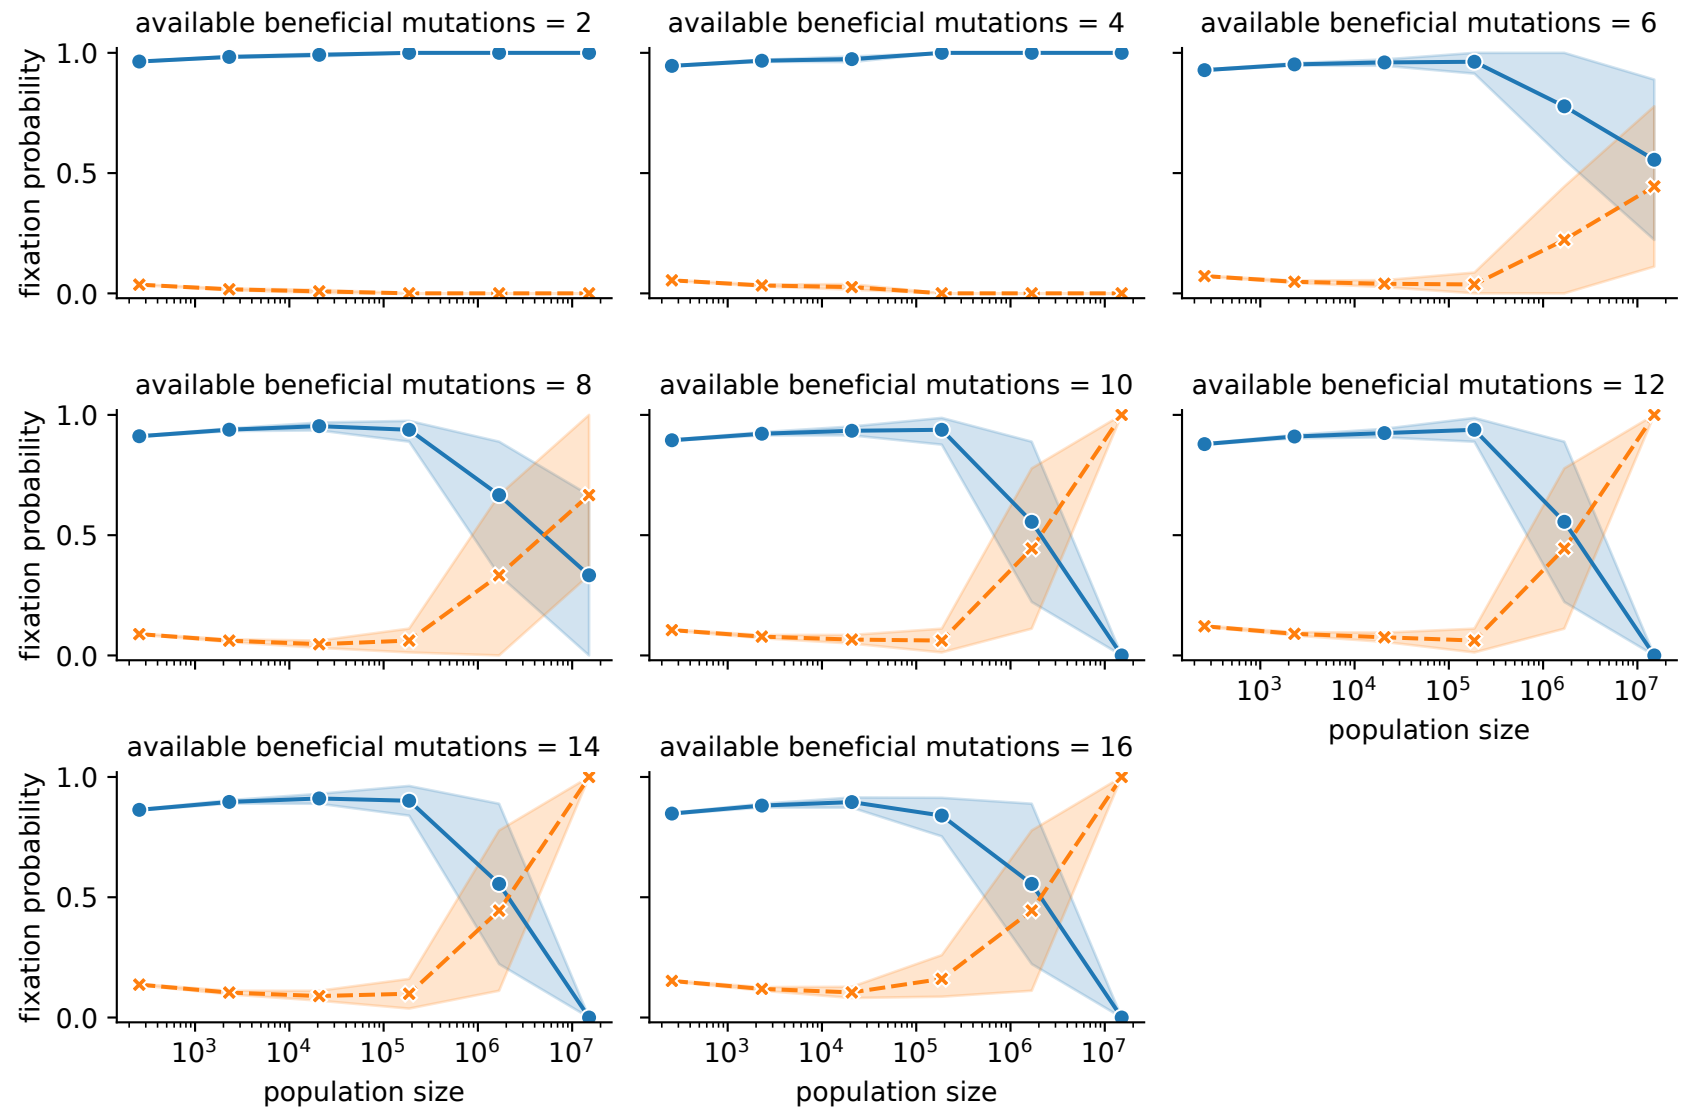 available beneficial mutations = 2
available beneficial mutations = 4
available beneficial mutations = 6
fixation probability
1.0
0.5
0.0
available beneficial mutations = 8
available beneficial mutations = 10
available beneficial mutations = 12
fixation probability
1.0
0.5
0.0
10³ 10⁴ 10⁵ 10⁶ 10⁷
population size
available beneficial mutations = 14
available beneficial mutations = 16
fixation probability
1.0
0.5
0.0
10³ 10⁴ 10⁵ 10⁶ 10⁷
10³ 10⁴ 10⁵ 10⁶ 10⁷
population size
population size